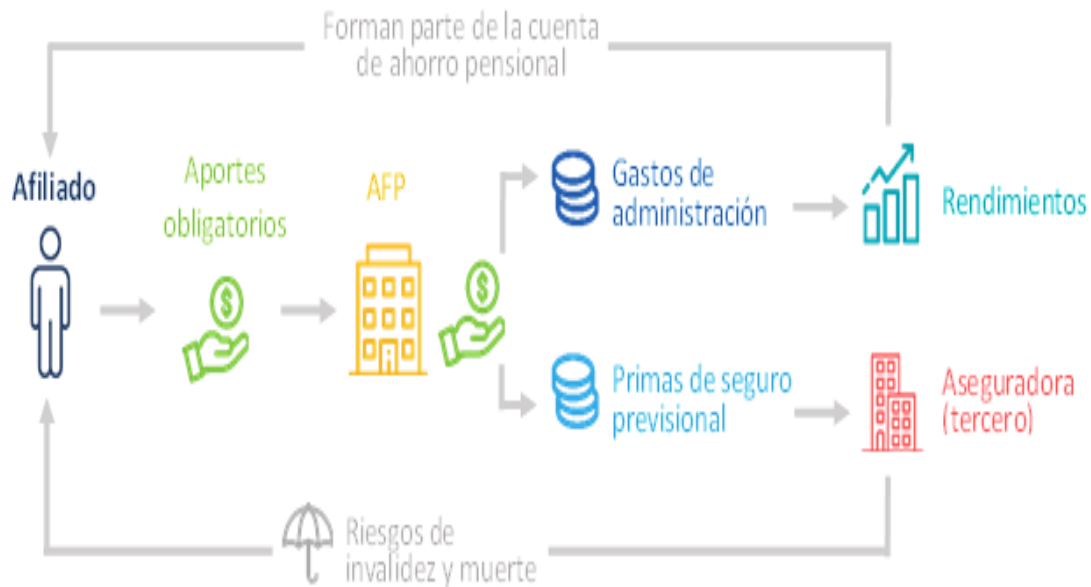 Forman parte de la cuenta
de ahorro pensional
Afiliado
Aportes
obligatorios
$
AFP
$
Gastos de
administración
Rendimientos
Primas de seguro
previsional
Aseguradora
(tercero)
Riesgos de
invalidez y muerte